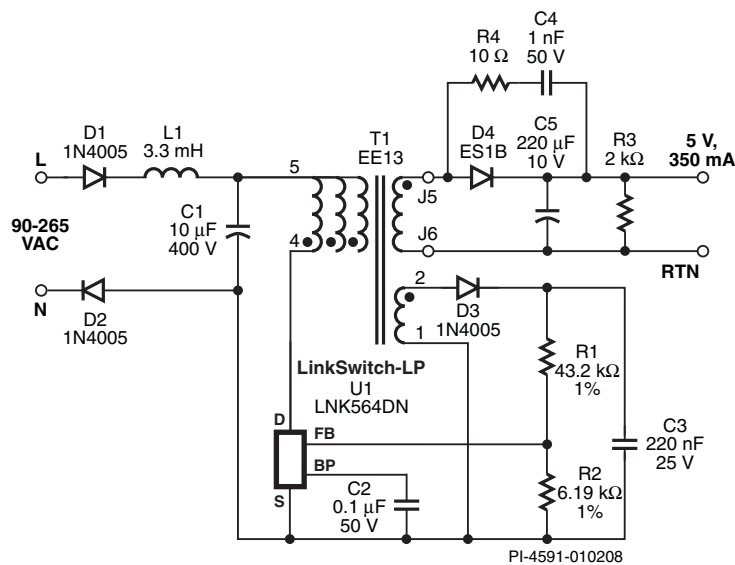 C4
1 nF
50 V
R4
10 Ω
D1
1N4005
L1
3.3 mH
T1
EE13
D4
ES1B
C5
220 μF
10 V
R3
2 kΩ
5 V,
350 mA
L
5
J5
90-265
VAC
C1
10 μF
400 V
4
J6
RTN
N
D2
1N4005
2
1
D3
1N4005
LinkSwitch-LP
U1
LNK564DN
R1
43.2 kΩ
1%
D
FB
BP
S
C2
0.1 μF
50 V
R2
6.19 kΩ
1%
C3
220 nF
25 V
PI-4591-010208